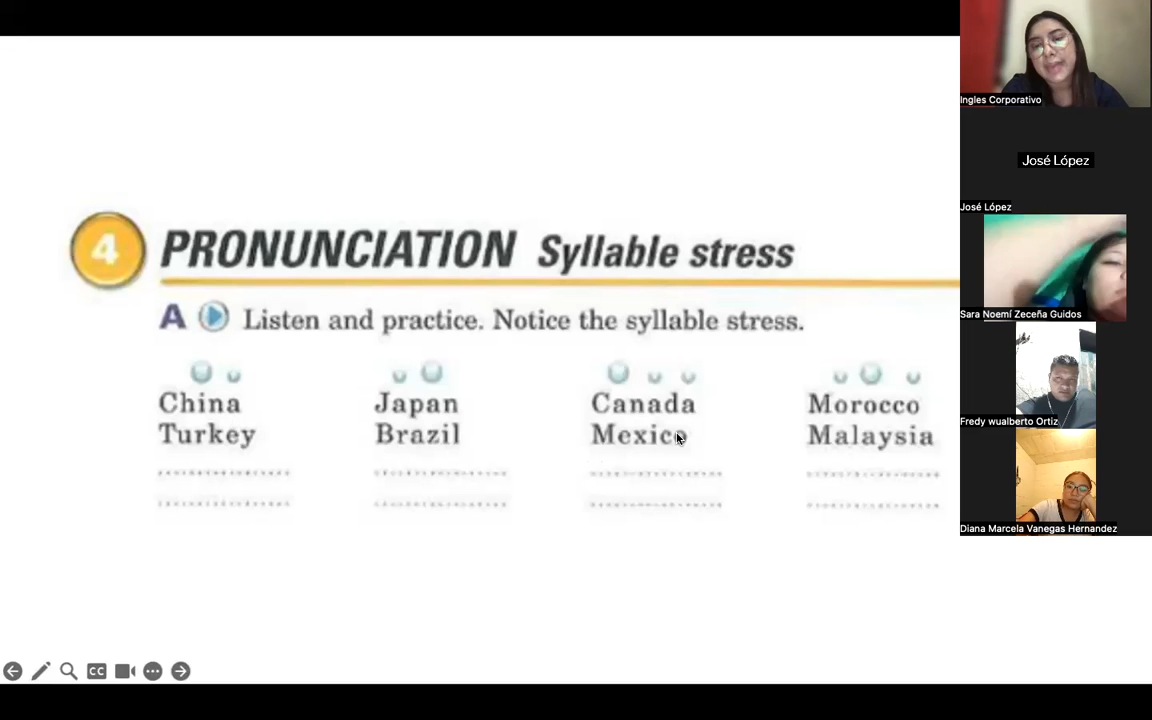 4 PRONUNCIATION Syllable stress
A Listen and practice. Notice the syllable stress.
China Japan Canada Morocco
Turkey Brazil Mexico Malaysia
Ingles Corporativo
José López
José López
Sara Noemí Zeceña Guidos
Fredy wualberto Ortiz
Diana Marcela Vanegas Hernandez
CC